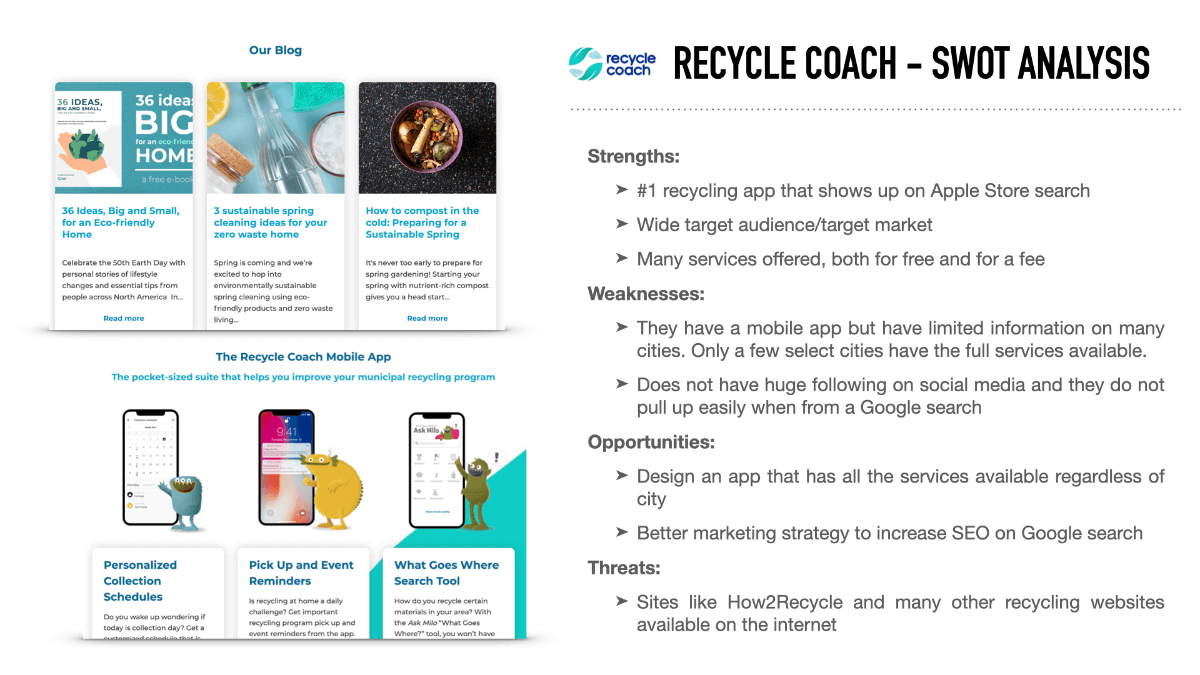 Our Blog
36 IDEAS,
BIG AND SMALL,
36 ideas
BIG
for an eco-friend
HOME
a free e-book
36 Ideas, Big and Small,
for an Eco-friendly
Home
Celebrate the 50th Earth Day with
personal stories of lifestyle
changes and essential tips from
people across North America In...
Read more
3 sustainable spring
cleaning ideas for your
zero waste home
Spring is coming and we're
excited to hop into
environmentally sustainable
spring cleaning using eco-
friendly products and zero waste
living...
How to compost in the
cold: Preparing for a
Sustainable Spring
It's never too early to prepare for
spring gardening! Starting your
spring with nutrient-rich compost
gives you a head start...
Read more
The Recycle Coach Mobile App
The pocket-sized suite that helps you improve your municipal recycling program
9:41
Ask Milo
Personalized
Collection
Schedules
Do you wake up wondering if
today is collection day? Get a
customized schedule that is
Pick Up and Event
Reminders
Is recycling at home a daily
challenge? Get important
recycling program pick up and
event reminders from the app.
What Goes Where
Search Tool
How do you recycle certain
materials in your area? With
the Ask Milo "What Goes
Where?" tool, you won't have
recycle
coach
RECYCLE COACH – SWOT ANALYSIS
Strengths:
➤ #1 recycling app that shows up on Apple Store search
➤ Wide target audience/target market
➤ Many services offered, both for free and for a fee
Weaknesses:
➤ They have a mobile app but have limited information on many
cities. Only a few select cities have the full services available.
➤ Does not have huge following on social media and they do not
pull up easily when from a Google search
Opportunities:
➤ Design an app that has all the services available regardless of
city
➤ Better marketing strategy to increase SEO on Google search
Threats:
➤ Sites like How2Recycle and many other recycling websites
available on the internet